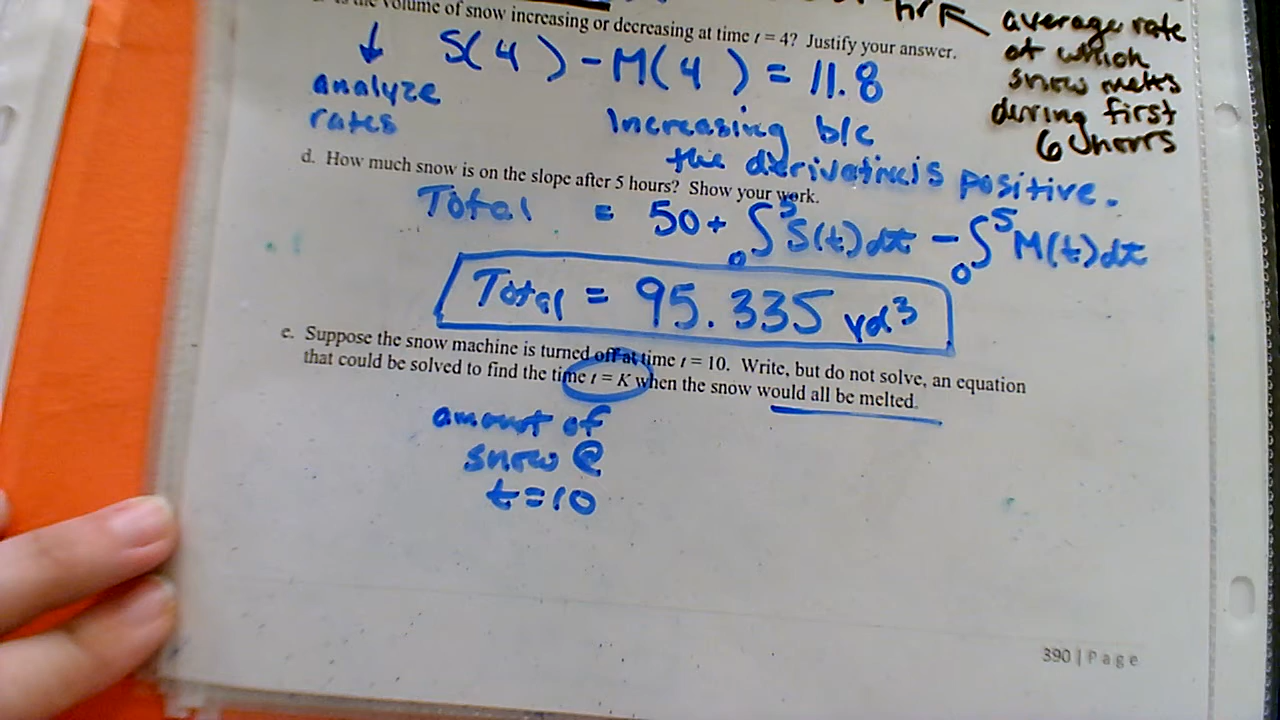 hr
average rate
at which
snow melts
during first
6 hours
the volume of snow increasing or decreasing at time t = 4? Justify your answer.
↓ S(4) - M(4) = 11.8
analyze
rates
Increasing b/c
the derivative is positive.
d. How much snow is on the slope after 5 hours? Show your work.
Total = 50 + ∫₀⁵ S(t)dt - ∫₀⁵ M(t)dt
Total = 95.335 yd³
e. Suppose the snow machine is turned off at time t = 10. Write, but do not solve, an equation
that could be solved to find the time t = K when the snow would all be melted.
amount of
snow @
t=10
390 | Page